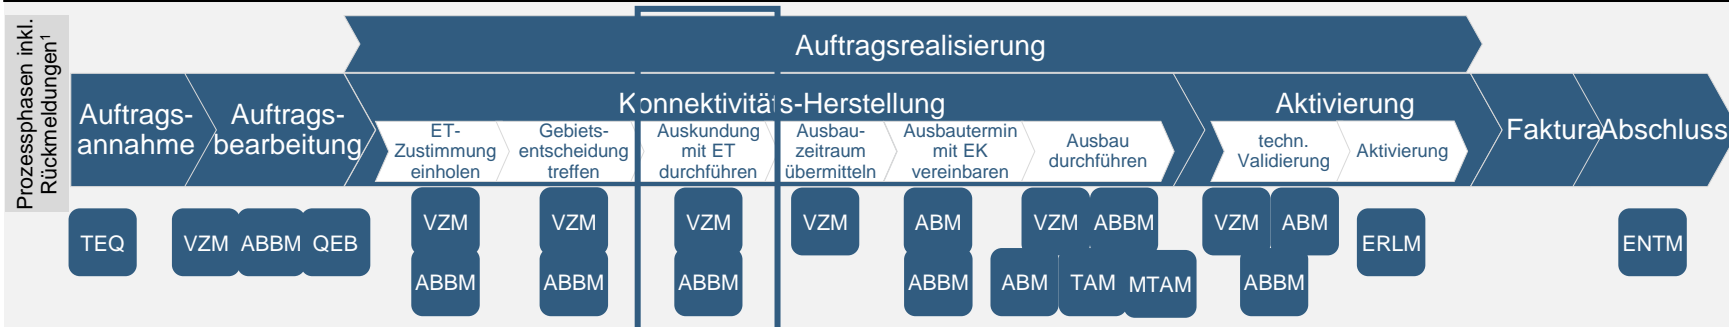 Prozessphasen inkl.
Rückmeldungen1
Auftragsrealisierung
Auftrags-
annahme
Auftrags-
bearbeitung
Konnektivitäts-Herstellung
ET-
Zustimmung
einholen
Gebiets-
entscheidung
treffen
Auskundung
mit ET
durchführen
Ausbau-
zeitraum
übermitteln
Ausbautermin
mit EK
vereinbaren
Ausbau
durchführen
Aktivierung
techn.
Validierung
Aktivierung
Faktura
Abschluss
TEQ
VZM
ABBM
QEB
VZM
ABBM
VZM
ABBM
VZM
ABBM
VZM
ABM
ABBM
VZM
ABBM
ABM
TAM
MTAM
VZM
ABM
ABBM
ERLM
ENTM